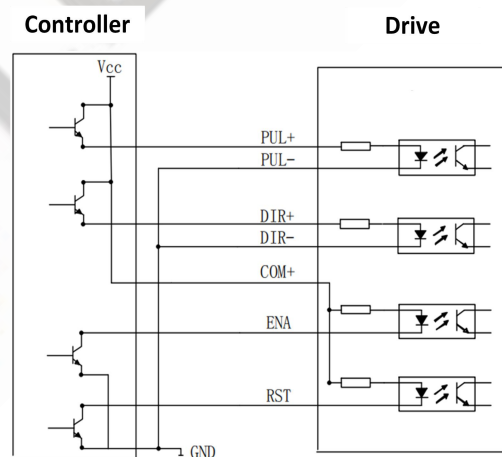 Controller
Drive
Vcc
PUL+
PUL-
DIR+
DIR-
COM+
ENA
RST
GND